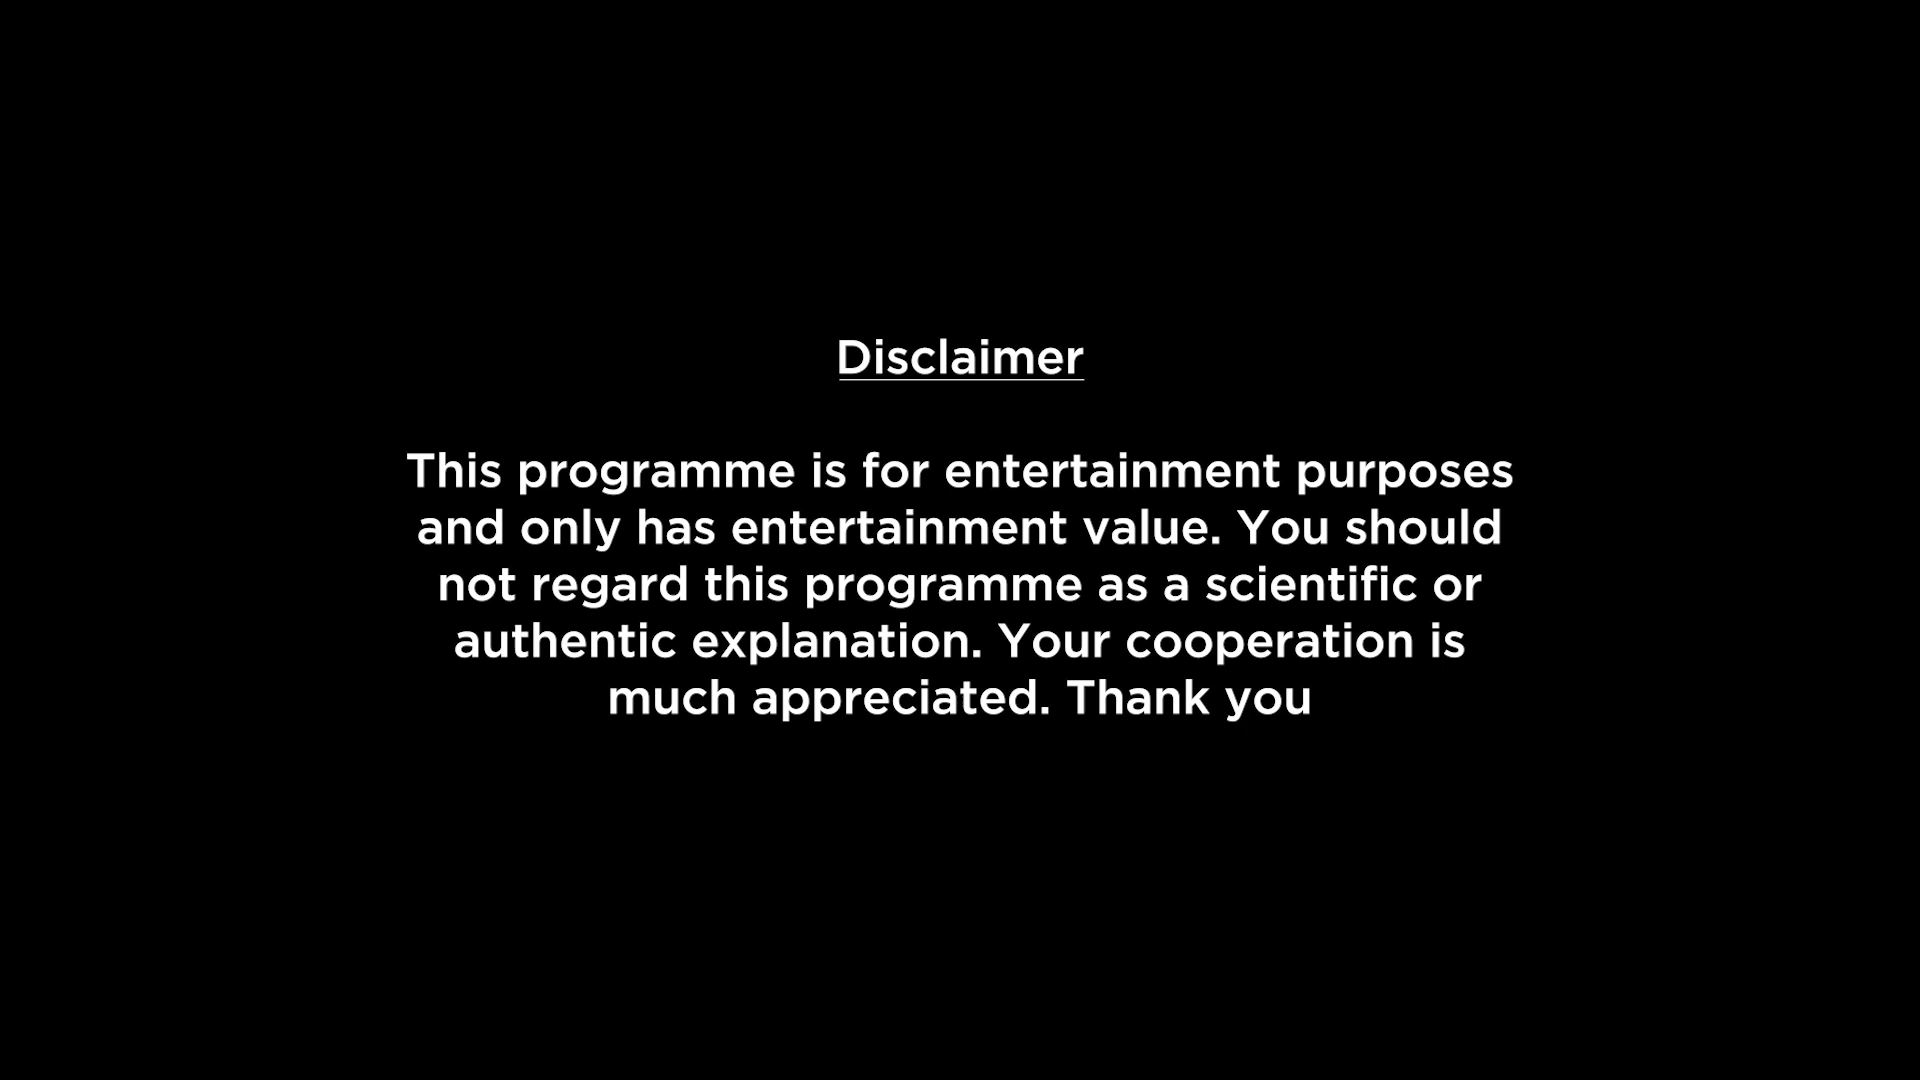 Disclaimer
This programme is for entertainment purposes
and only has entertainment value. You should
not regard this programme as a scientific or
authentic explanation. Your cooperation is
much appreciated. Thank you